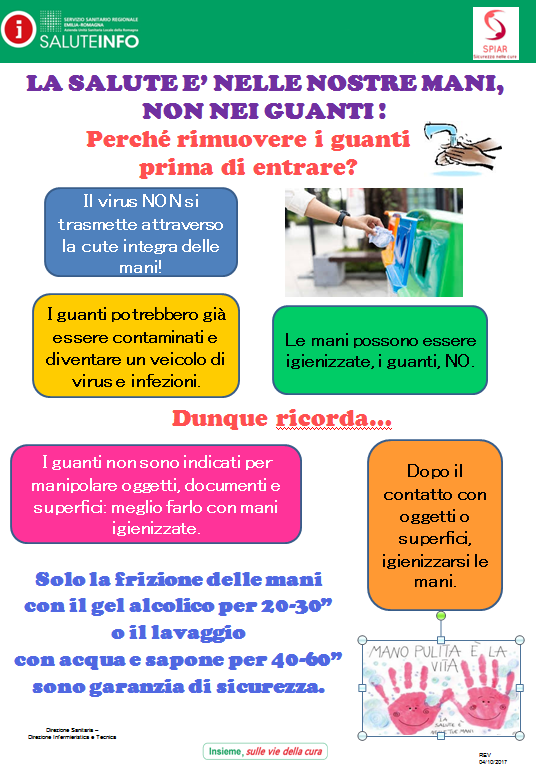 i
SERVIZIO SANITARIO REGIONALE
EMILIA-ROMAGNA
Azienda Unità Sanitaria Locale della Romagna
SALUTEINFO
SPIAR
Sicurezza nelle cura
LA SALUTE E’ NELLE NOSTRE MANI,
NON NEI GUANTI !
Perché rimuovere i guanti
prima di entrare?
Il virus NON si
trasmette attraverso
la cute integra delle
mani!
I guanti potrebbero già
essere contaminati e
diventare un veicolo di
virus e infezioni.
Le mani possono essere
igienizzate, i guanti, NO.
Dunque ricorda...
I guanti non sono indicati per
manipolare oggetti, documenti e
superfici: meglio farlo con mani
igienizzate.
Dopo il
contatto con
oggetti o
superfici,
igienizzarsi le
mani.
Solo la frizione delle mani
con il gel alcolico per 20-30”
o il lavaggio
con acqua e sapone per 40-60”
sono garanzia di sicurezza.
MANO PULITA È LA
VITA
LA
SALUTE È
NELLE TUE MANI
Direzione Sanitaria –
Direzione Infermieristica e Tecnica
Insieme, sulle vie della cura
REV
04/10/2017